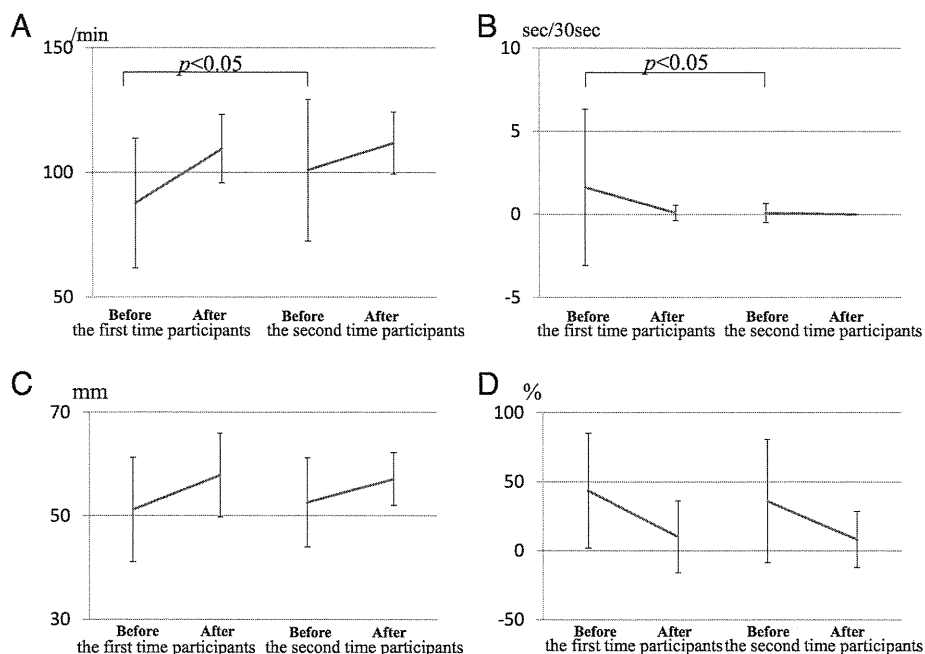 A
/min
150
p<0.05
100
50
Before After Before After
the first time participants the second time participants
B
sec/30sec
10
p<0.05
5
0
-5
Before After Before After
the first time participants the second time participants
C
mm
70
50
30
Before After Before After
the first time participants the second time participants
D
%
100
50
0
-50
Before After Before After
the first time participants the second time participants